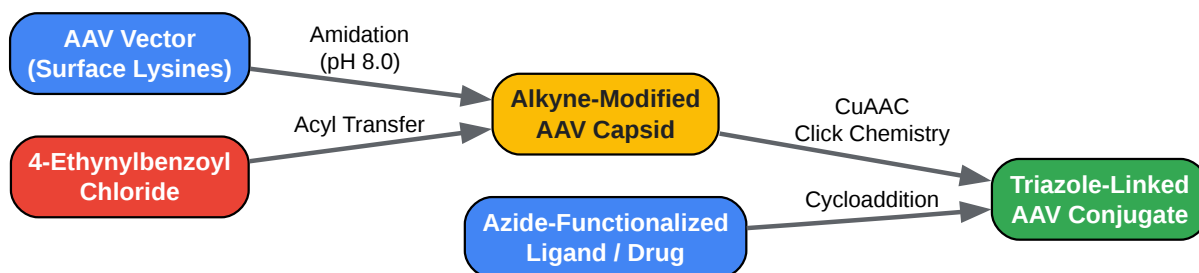 AAV Vector
(Surface Lysines)
Amidation
(pH 8.0)
4-Ethynylbenzoyl
Chloride
Acyl Transfer
Alkyne-Modified
AAV Capsid
CuAAC
Click Chemistry
Azide-Functionalized
Ligand / Drug
Cycloaddition
Triazole-Linked
AAV Conjugate